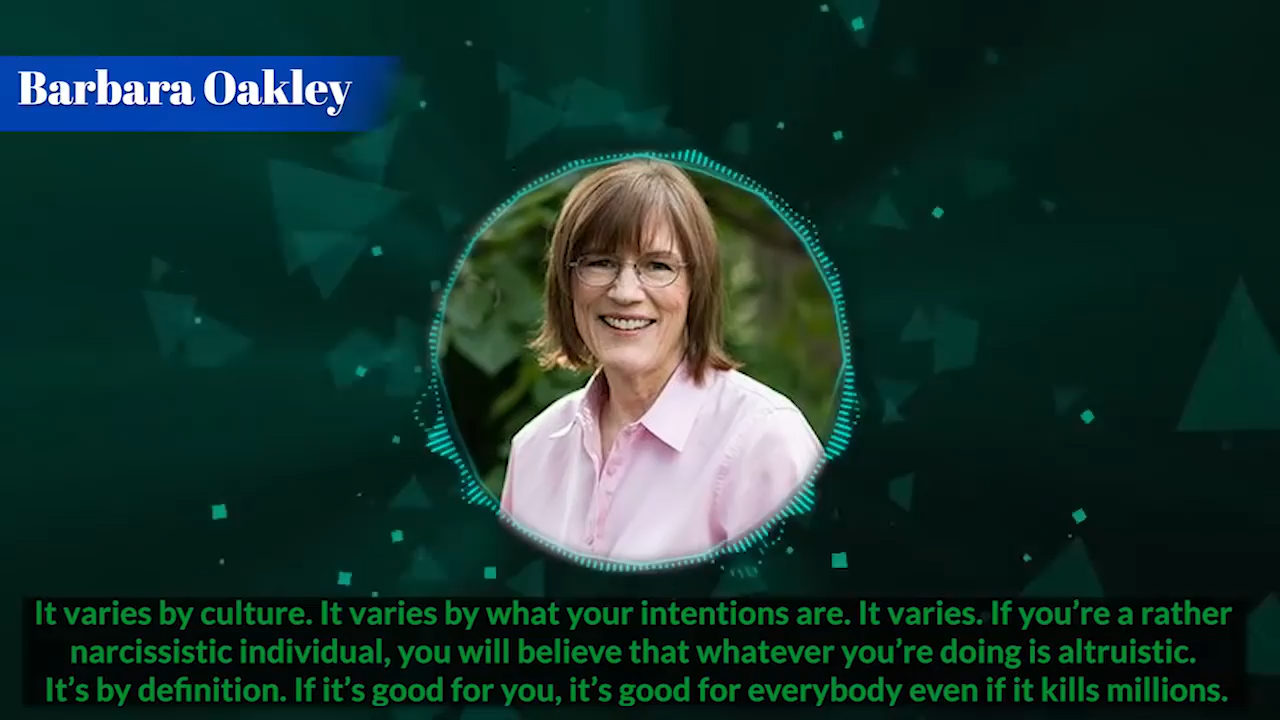 Barbara Oakley
It varies by culture. It varies by what your intentions are. It varies. If you’re a rather
narcissistic individual, you will believe that whatever you’re doing is altruistic.
It’s by definition. If it’s good for you, it’s good for everybody even if it kills millions.